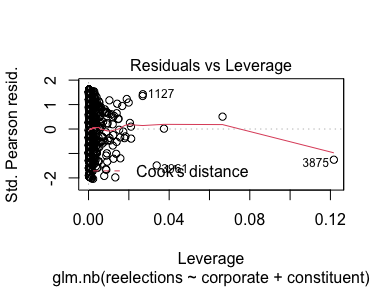 Residuals vs Leverage
Std. Pearson resid.
2
1
0
-2
1127
3961
3875
Cook's distance
0.00
0.04
0.08
0.12
Leverage
glm.nb(reelections ~ corporate + constituent)